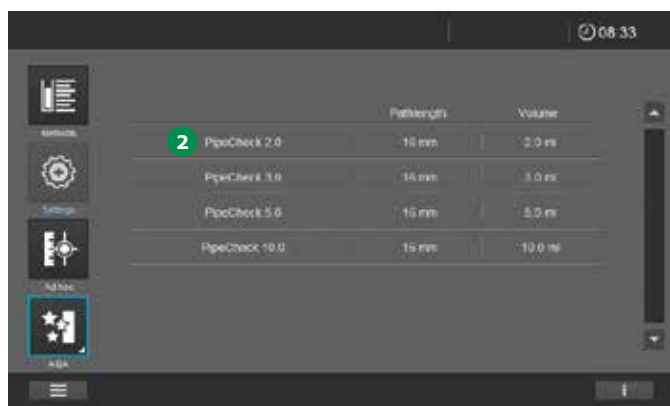 08:33
Pathlength Volume
Methods
2 PipeCheck 2.0 16 mm 2.0 ml
PipeCheck 3.0 16 mm 3.0 ml
Settings
PipeCheck 5.0 16 mm 5.0 ml
PipeCheck 10.0 16 mm 10.0 ml
Ad hoc
AQA
i